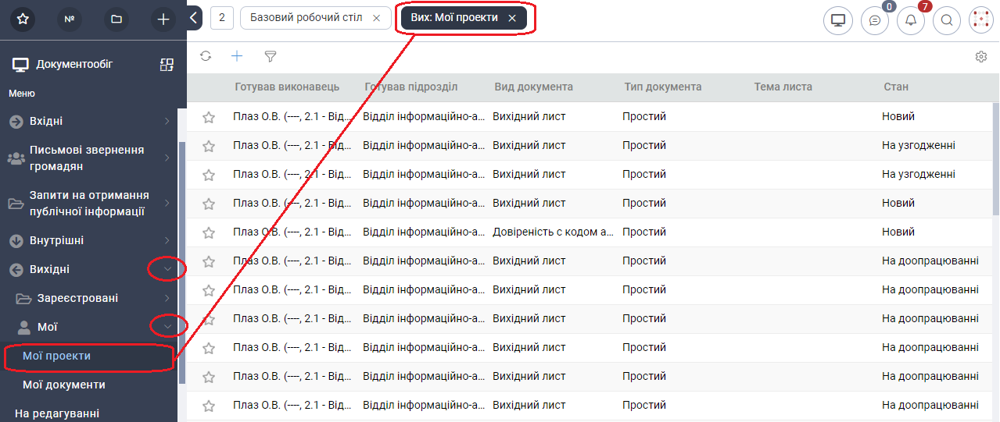 №
2
Базовий робочий стіл
Вих: Мої проекти
0
7
Документообіг
Меню
Вхідні
Письмові звернення
громадян
Запити на отримання
публічної інформації
Внутрішні
Вихідні
Зареєстровані
Мої
Мої проекти
Мої документи
На редагуванні
Готував виконавець Готував підрозділ Вид документа Тип документа Тема листа Стан
Плаз О.В. (----, 2.1 - Від... Відділ інформаційно-а... Вихідний лист Простий Новий
Плаз О.В. (----, 2.1 - Від... Відділ інформаційно-а... Вихідний лист Простий На узгодженні
Плаз О.В. (----, 2.1 - Від... Відділ інформаційно-а... Вихідний лист Простий На узгодженні
Плаз О.В. (----, 2.1 - Від... Відділ інформаційно-а... Вихідний лист Простий Новий
Плаз О.В. (----, 2.1 - Від... Відділ інформаційно-а... Довіреність с кодом а... Простий Новий
Плаз О.В. (----, 2.1 - Від... Відділ інформаційно-а... Вихідний лист Простий На доопрацюванні
Плаз О.В. (----, 2.1 - Від... Відділ інформаційно-а... Вихідний лист Простий На доопрацюванні
Плаз О.В. (----, 2.1 - Від... Відділ інформаційно-а... Вихідний лист Простий На доопрацюванні
Плаз О.В. (----, 2.1 - Від... Відділ інформаційно-а... Вихідний лист Простий На доопрацюванні
Плаз О.В. (----, 2.1 - Від... Відділ інформаційно-а... Вихідний лист Простий На доопрацюванні
Плаз О.В. (----, 2.1 - Від... Відділ інформаційно-а... Вихідний лист Простий На доопрацюванні